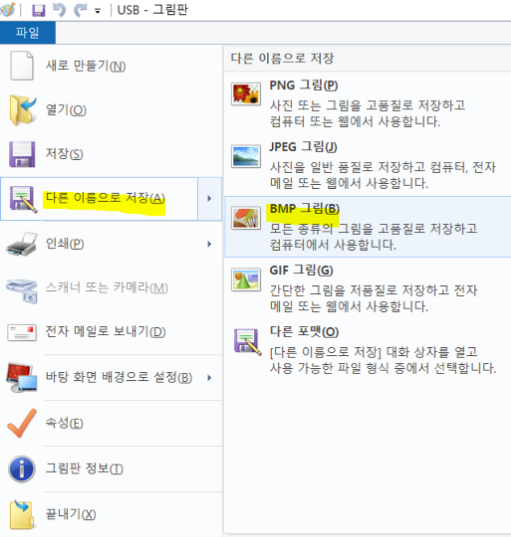 USB - 그림판
파일
새로 만들기(N)
열기(O)
저장(S)
다른 이름으로 저장(A)
인쇄(P)
스캐너 또는 카메라(M)
전자 메일로 보내기(D)
바탕 화면 배경으로 설정(B)
속성(E)
그림판 정보(T)
끝내기(X)
다른 이름으로 저장
PNG 그림(P)
사진 또는 그림을 고품질로 저장하고
컴퓨터 또는 웹에서 사용합니다.
JPEG 그림(J)
사진을 일반 품질로 저장하고 컴퓨터, 전자
메일 또는 웹에서 사용합니다.
BMP 그림(B)
모든 종류의 그림을 고품질로 저장하고
컴퓨터에서 사용합니다.
GIF 그림(G)
간단한 그림을 저품질로 저장하고 전자
메일 또는 웹에서 사용합니다.
다른 포맷(O)
[다른 이름으로 저장] 대화 상자를 열고
사용 가능한 파일 형식 중에서 선택합니다.